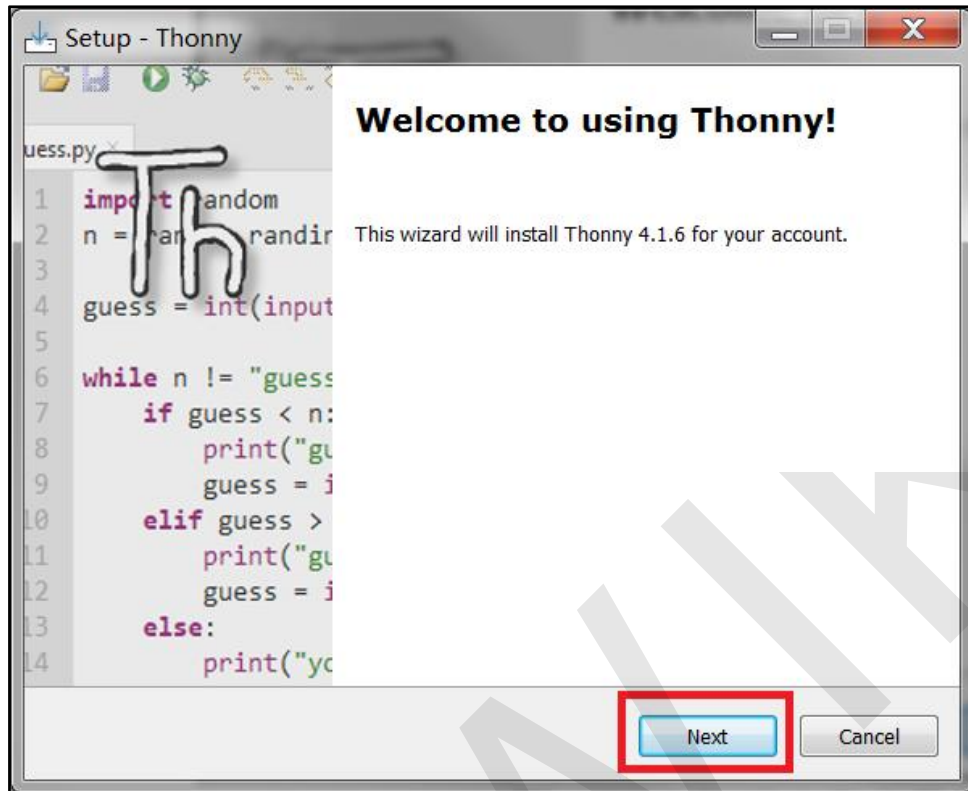 Setup - Thonny
Welcome to using Thonny!
uess.py
Th
1 import random
2 n = ran randin
This wizard will install Thonny 4.1.6 for your account.
3
4 guess = int(input
5
6 while n != "guess
7 if guess < n:
8 print("gu
9 guess = i
10 elif guess >
11 print("gu
12 guess = i
13 else:
14 print("yo
Next
Cancel